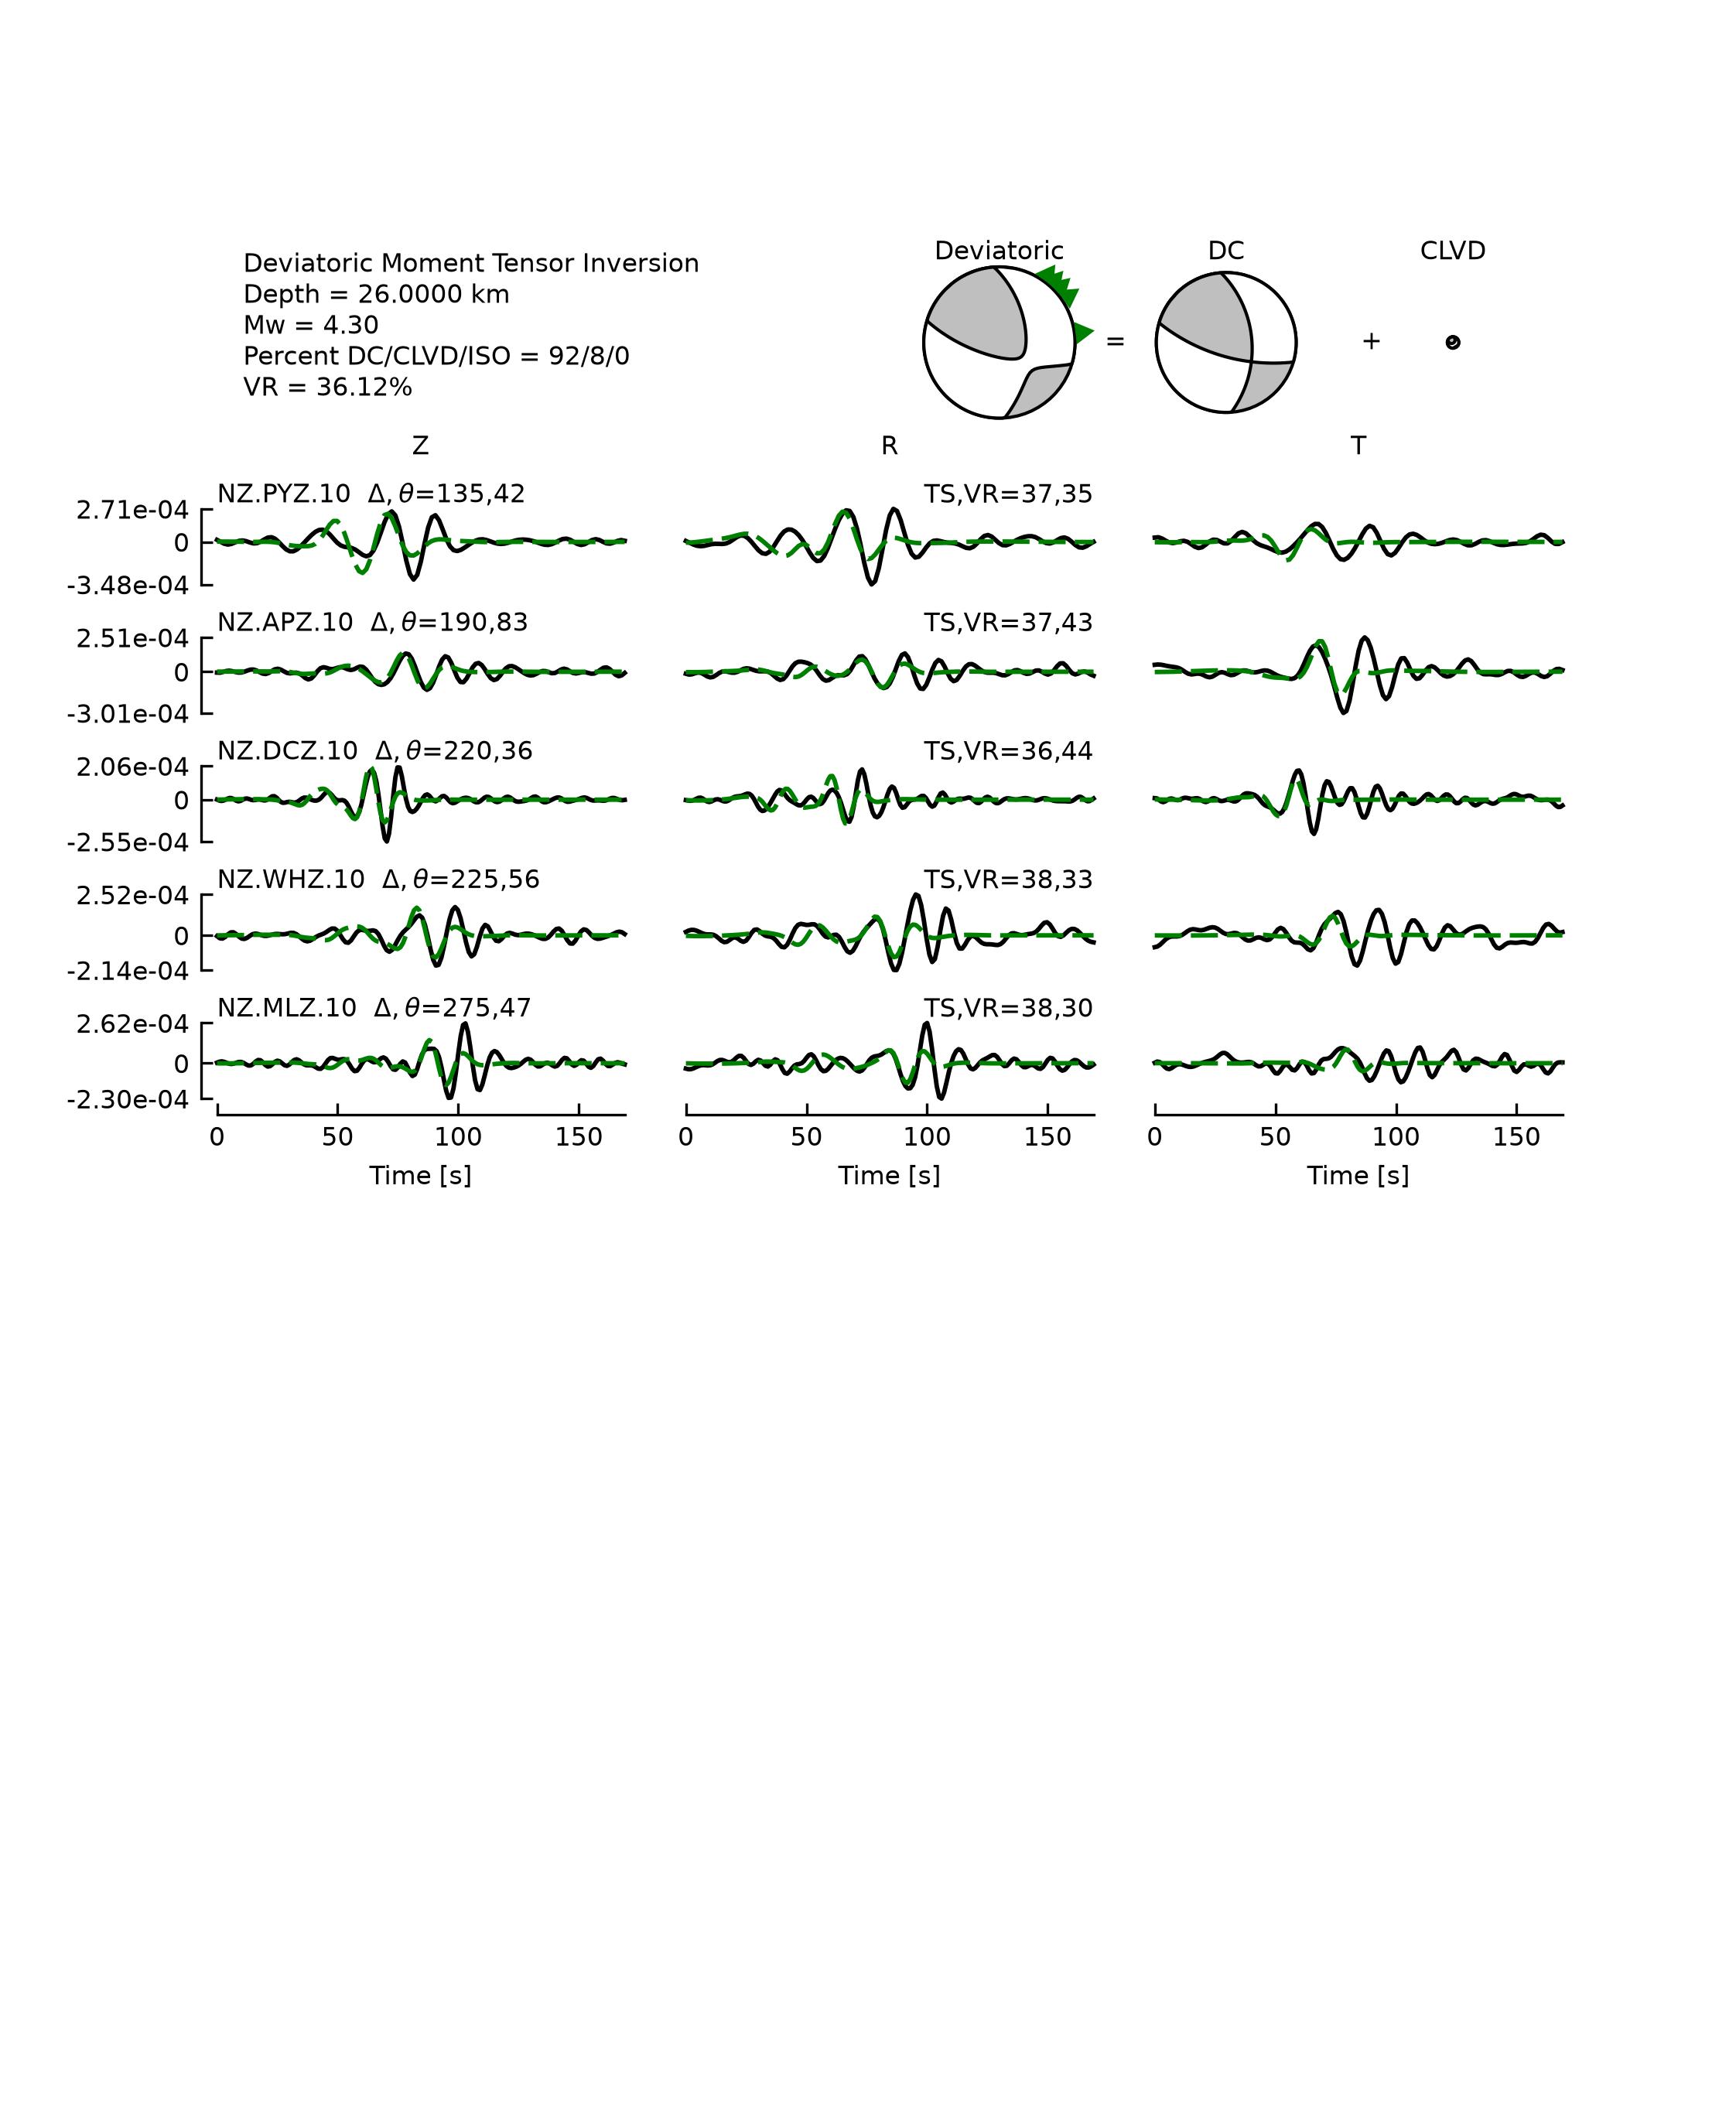 Deviatoric Moment Tensor Inversion
Depth = 26.0000 km
Mw = 4.30
Percent DC/CLVD/ISO = 92/8/0
VR = 36.12%
Deviatoric
DC
CLVD
=
+
Z
R
T
NZ.PYZ.10 Δ,θ=135,42
TS,VR=37,35
2.71e-04
0
-3.48e-04
NZ.APZ.10 Δ,θ=190,83
TS,VR=37,43
2.51e-04
0
-3.01e-04
NZ.DCZ.10 Δ,θ=220,36
TS,VR=36,44
2.06e-04
0
-2.55e-04
NZ.WHZ.10 Δ,θ=225,56
TS,VR=38,33
2.52e-04
0
-2.14e-04
NZ.MLZ.10 Δ,θ=275,47
TS,VR=38,30
2.62e-04
0
-2.30e-04
0 50 100 150
0 50 100 150
0 50 100 150
Time [s]
Time [s]
Time [s]